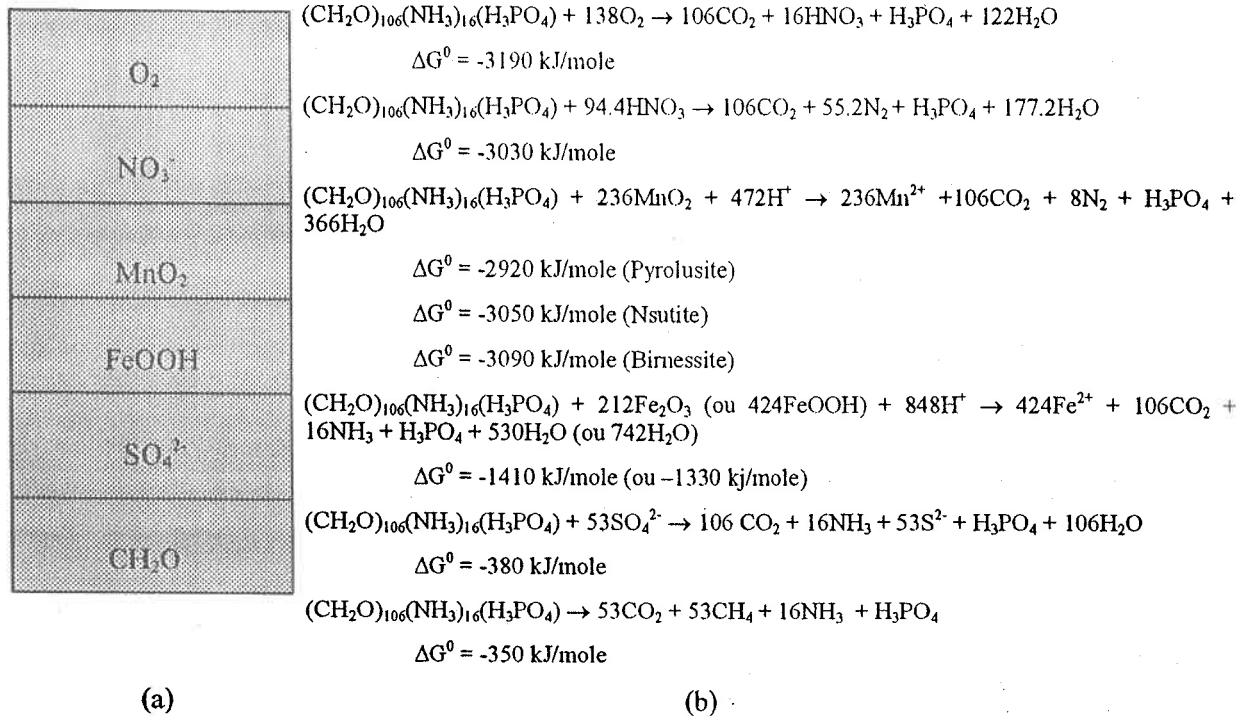 O₂
NO₃⁻
MnO₂
FeOOH
SO₄²⁻
CH₂O
(a)
(CH₂O)₁₀₆(NH₃)₁₆(H₃PO₄) + 138O₂ → 106CO₂ + 16HNO₃ + H₃PO₄ + 122H₂O
ΔG⁰ = -3190 kJ/mole
(CH₂O)₁₀₆(NH₃)₁₆(H₃PO₄) + 94.4HNO₃ → 106CO₂ + 55.2N₂ + H₃PO₄ + 177.2H₂O
ΔG⁰ = -3030 kJ/mole
(CH₂O)₁₀₆(NH₃)₁₆(H₃PO₄) + 236MnO₂ + 472H⁺ → 236Mn²⁺ +106CO₂ + 8N₂ + H₃PO₄ +
366H₂O
ΔG⁰ = -2920 kJ/mole (Pyrolusite)
ΔG⁰ = -3050 kJ/mole (Nsutite)
ΔG⁰ = -3090 kJ/mole (Birnessite)
(CH₂O)₁₀₆(NH₃)₁₆(H₃PO₄) + 212Fe₂O₃ (ou 424FeOOH) + 848H⁺ → 424Fe²⁺ + 106CO₂ +
16NH₃ + H₃PO₄ + 530H₂O (ou 742H₂O)
ΔG⁰ = -1410 kJ/mole (ou –1330 kj/mole)
(CH₂O)₁₀₆(NH₃)₁₆(H₃PO₄) + 53SO₄²⁻ → 106 CO₂ + 16NH₃ + 53S²⁻ + H₃PO₄ + 106H₂O
ΔG⁰ = -380 kJ/mole
(CH₂O)₁₀₆(NH₃)₁₆(H₃PO₄) → 53CO₂ + 53CH₄ + 16NH₃ + H₃PO₄
ΔG⁰ = -350 kJ/mole
(b)